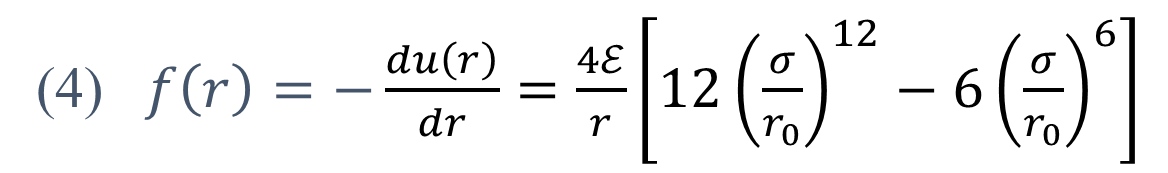 (4) f(r) = − du(r)/dr = 4ℰ/r [12 (σ/r₀)¹² − 6 (σ/r₀)⁶]